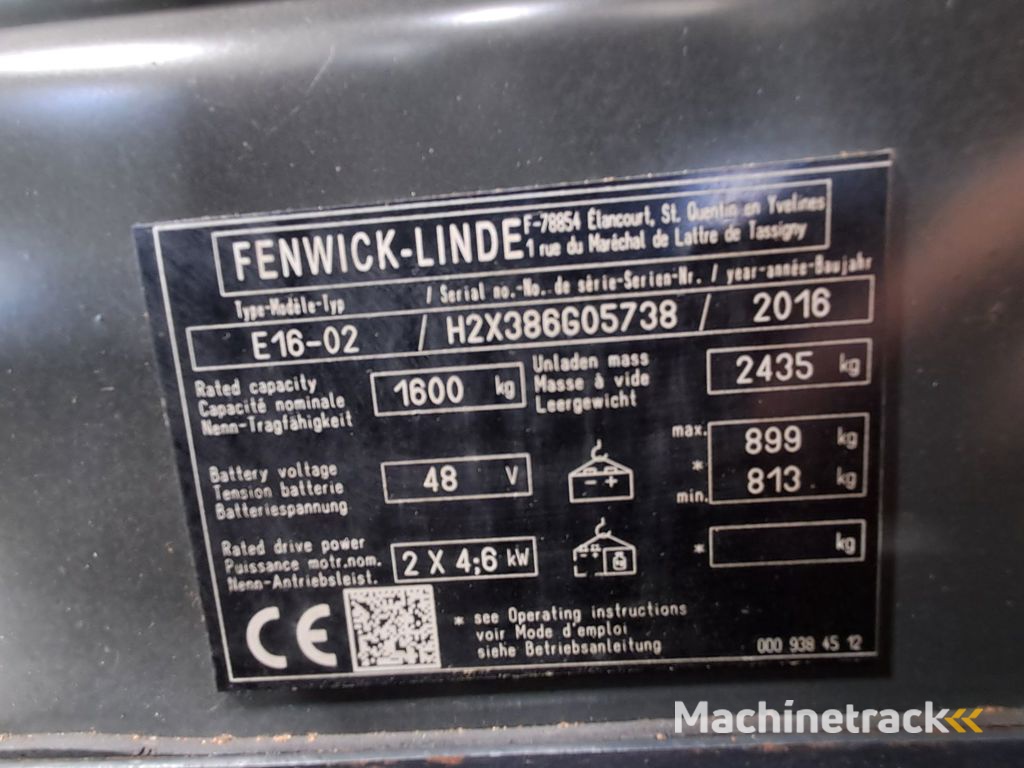 FENWICK-LINDE
F-78854 Élancourt, St. Quentin en Yvelines
1 rue du Maréchal de Lattre de Tassigny
Type-Modèle-Typ / Serial no.-No. de série-Serien-Nr. / year-année-Baujahr
E16-02 / H2X386G05738 / 2016
Rated capacity
Capacité nominale
Nenn-Tragfähigkeit
1600 kg
Unladen mass
Masse à vide
Leergewicht
2435 kg
Battery voltage
Tension batterie
Batteriespannung
48 V
- +
max. 899 kg
*
min. 813 kg
Rated drive power
Puissance motr.nom.
Nenn-Antriebsleist.
2 X 4,6 kW
* kg
CE
* see Operating instructions
voir Mode d'emploi
siehe Betriebsanleitung
000 938 45 12
Machinetrack